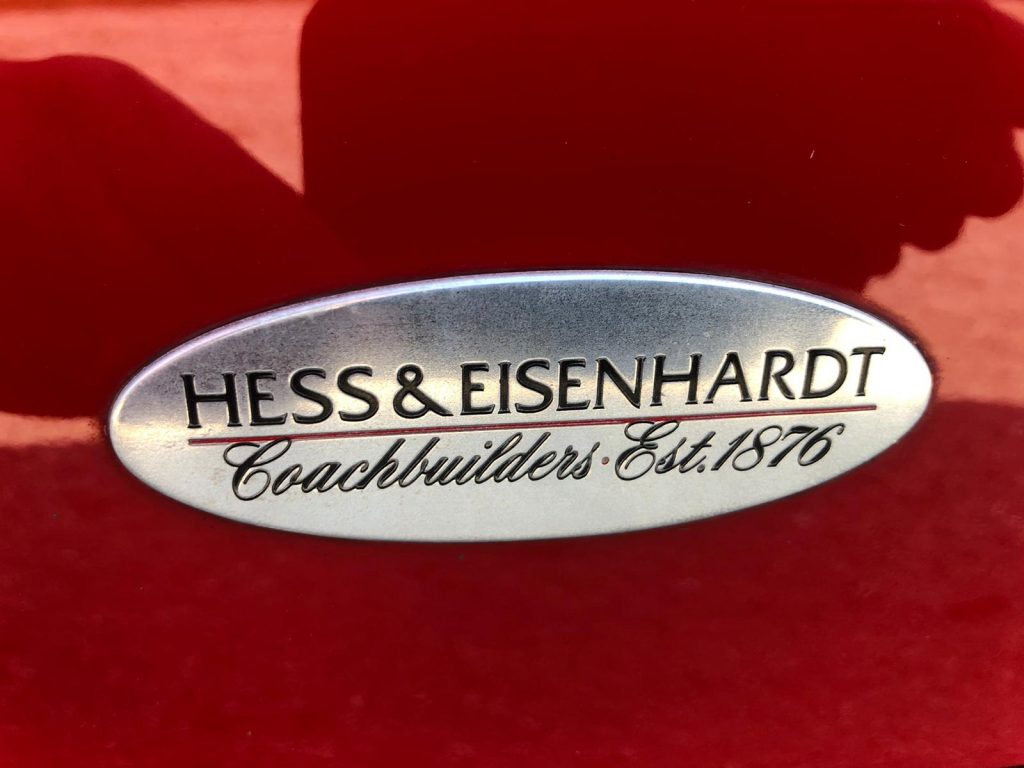 HESS & EISENHARDT
Coachbuilders · Est. 1876